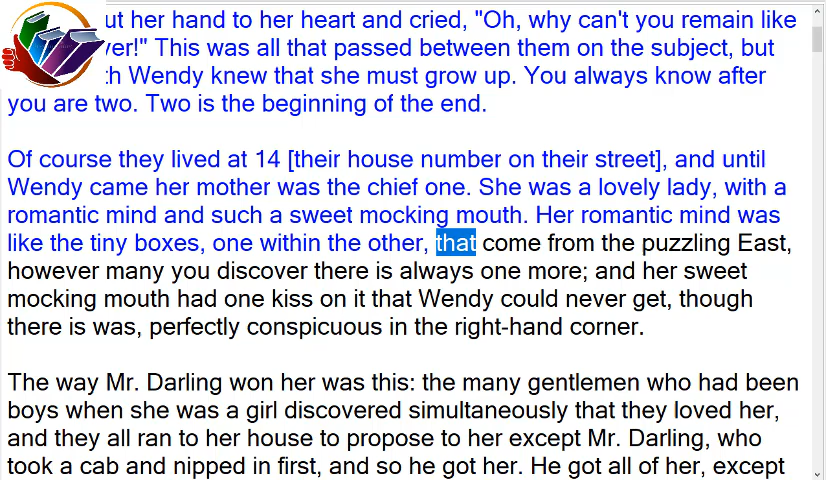 ut her hand to her heart and cried, "Oh, why can't you remain like
ver!" This was all that passed between them on the subject, but
th Wendy knew that she must grow up. You always know after
you are two. Two is the beginning of the end.
Of course they lived at 14 [their house number on their street], and until
Wendy came her mother was the chief one. She was a lovely lady, with a
romantic mind and such a sweet mocking mouth. Her romantic mind was
like the tiny boxes, one within the other, that come from the puzzling East,
however many you discover there is always one more; and her sweet
mocking mouth had one kiss on it that Wendy could never get, though
there is was, perfectly conspicuous in the right-hand corner.
The way Mr. Darling won her was this: the many gentlemen who had been
boys when she was a girl discovered simultaneously that they loved her,
and they all ran to her house to propose to her except Mr. Darling, who
took a cab and nipped in first, and so he got her. He got all of her, except